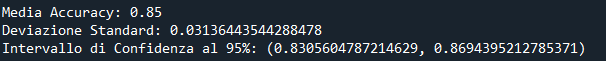 Media Accuracy: 0.85
Deviazione Standard: 0.03136443544288478
Intervallo di Confidenza al 95%: (0.8305604787214629, 0.8694395212785371)